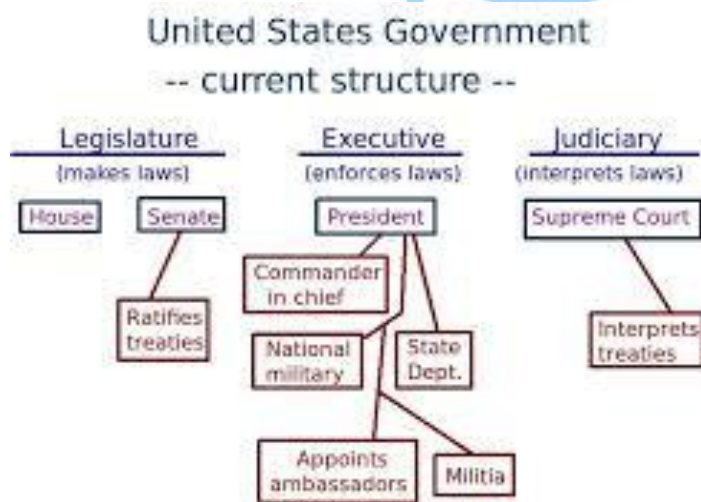 United States Government
-- current structure --
Legislature
(makes laws)
Executive
(enforces laws)
Judiciary
(interprets laws)
House
Senate
President
Supreme Court
Commander
in chief
Ratifies
treaties
National
military
State
Dept.
Interprets
treaties
Appoints
ambassadors
Militia